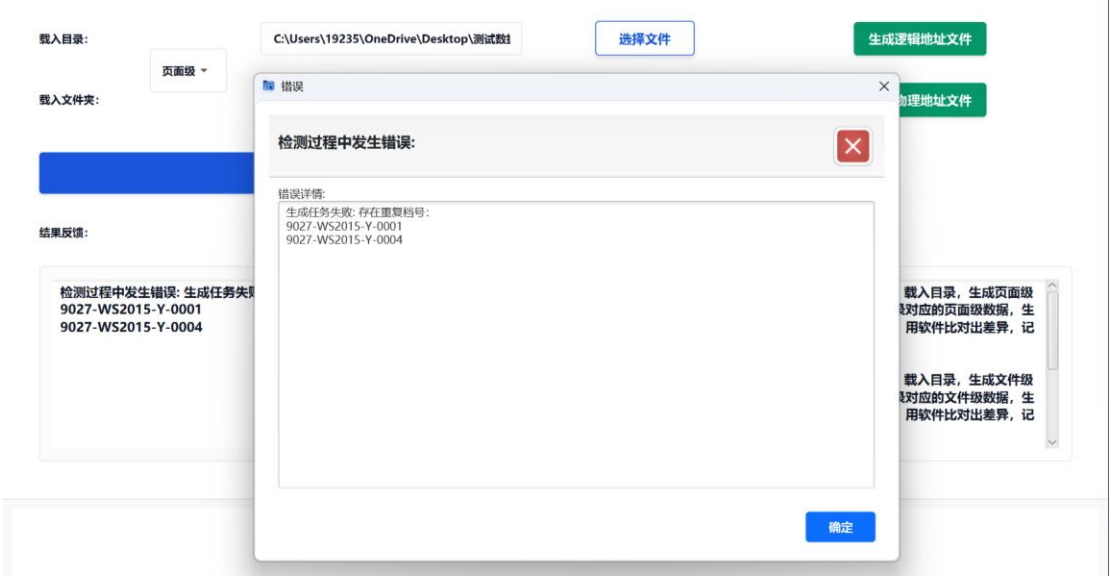 载入目录:
C:\Users\19235\OneDrive\Desktop\测试数据
选择文件
生成逻辑地址文件
页面级
载入文件夹:
物理地址文件
错误
检测过程中发生错误:
错误详情:
生成任务失败: 存在重复档号:
9027-WS2015-Y-0001
9027-WS2015-Y-0004
确定
结果反馈:
检测过程中发生错误: 生成任务失
9027-WS2015-Y-0001
9027-WS2015-Y-0004
载入目录，生成页面级
对应的页面级数据，生
用软件比对出差异，记
载入目录，生成文件级
对应的文件级数据，生
用软件比对出差异，记